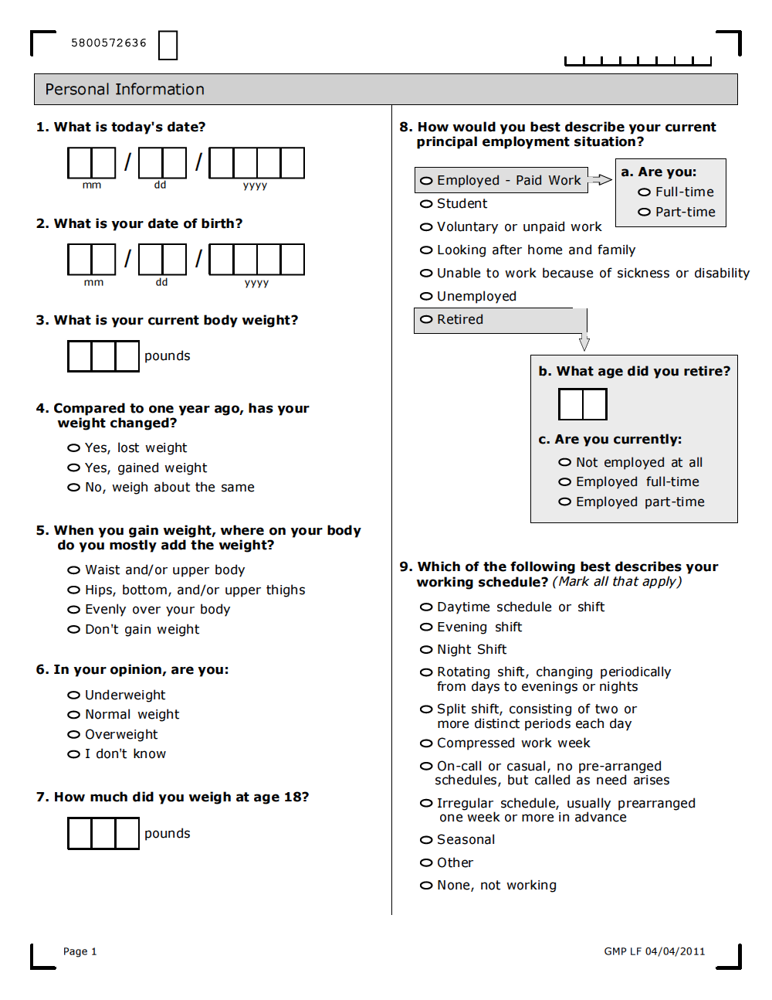 5800572636
Personal Information
1. What is today's date?
/ /
mm dd yyyy
2. What is your date of birth?
/ /
mm dd yyyy
3. What is your current body weight?
pounds
4. Compared to one year ago, has your
weight changed?
Yes, lost weight
Yes, gained weight
No, weigh about the same
5. When you gain weight, where on your body
do you mostly add the weight?
Waist and/or upper body
Hips, bottom, and/or upper thighs
Evenly over your body
Don't gain weight
6. In your opinion, are you:
Underweight
Normal weight
Overweight
I don't know
7. How much did you weigh at age 18?
pounds
8. How would you best describe your current
principal employment situation?
Employed - Paid Work
Student
Voluntary or unpaid work
Looking after home and family
Unable to work because of sickness or disability
Unemployed
Retired
a. Are you:
Full-time
Part-time
b. What age did you retire?
c. Are you currently:
Not employed at all
Employed full-time
Employed part-time
9. Which of the following best describes your
working schedule? (Mark all that apply)
Daytime schedule or shift
Evening shift
Night Shift
Rotating shift, changing periodically
from days to evenings or nights
Split shift, consisting of two or
more distinct periods each day
Compressed work week
On-call or casual, no pre-arranged
schedules, but called as need arises
Irregular schedule, usually prearranged
one week or more in advance
Seasonal
Other
None, not working
Page 1
GMP LF 04/04/2011